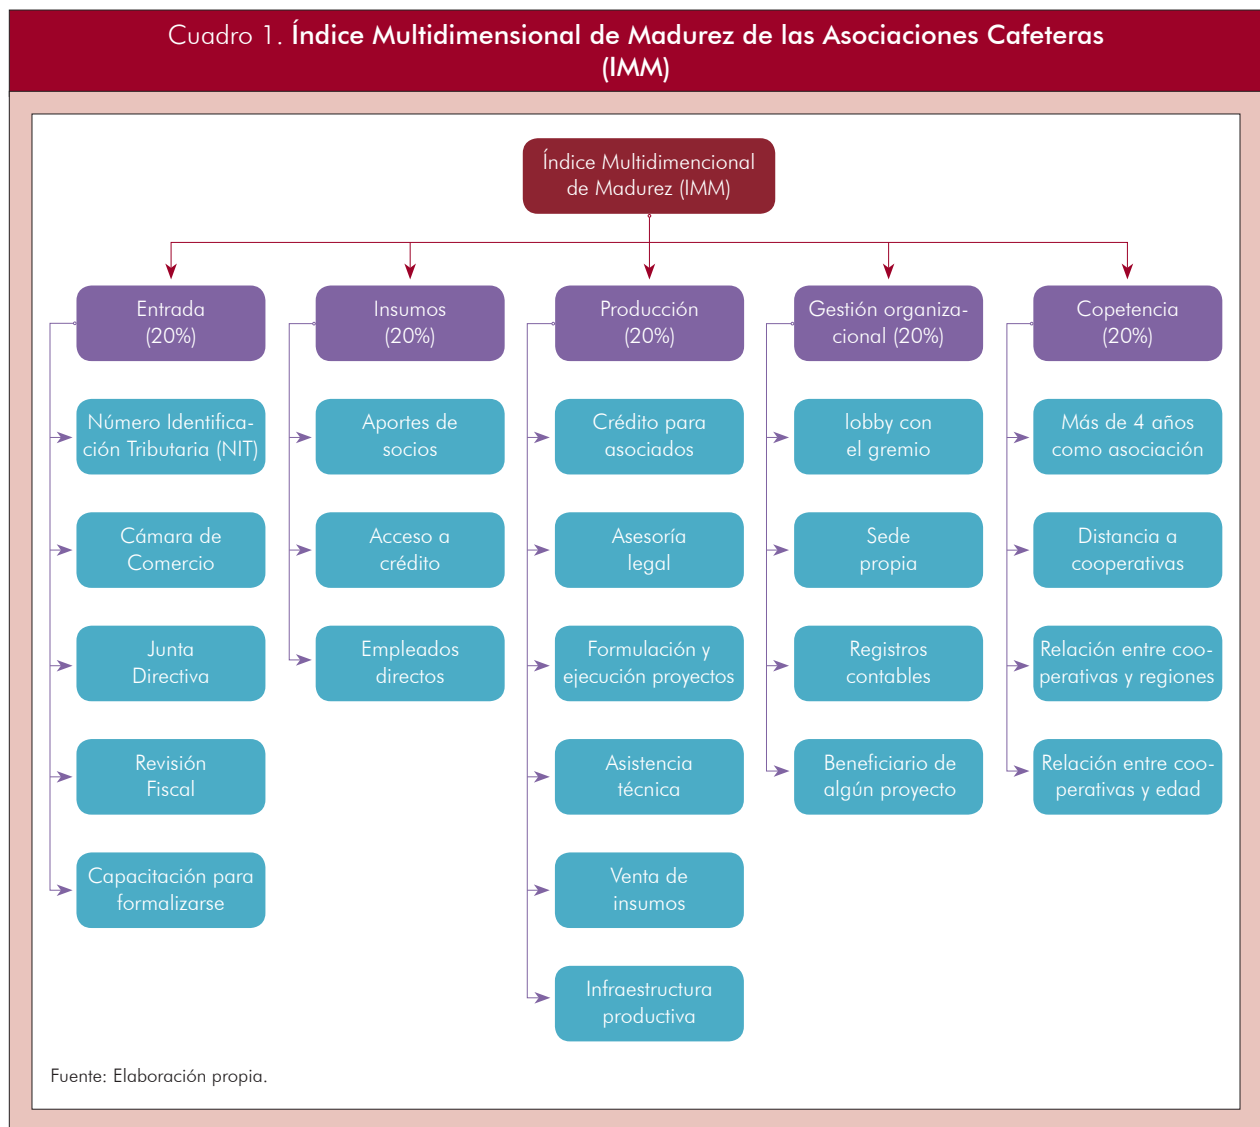 Cuadro 1. Índice Multidimensional de Madurez de las Asociaciones Cafeteras
(IMM)
Índice Multidimencional
de Madurez (IMM)
Entrada
(20%)
Número Identifica-
ción Tributaria (NIT)
Cámara de
Comercio
Junta
Directiva
Revisión
Fiscal
Capacitación para
formalizarse
Insumos
(20%)
Aportes de
socios
Acceso a
crédito
Empleados
directos
Producción
(20%)
Crédito para
asociados
Asesoría
legal
Formulación y
ejecución proyectos
Asistencia
técnica
Venta de
insumos
Infraestructura
productiva
Gestión organiza-
cional (20%)
lobby con
el gremio
Sede
propia
Registros
contables
Beneficiario de
algún proyecto
Copetencia
(20%)
Más de 4 años
como asociación
Distancia a
cooperativas
Relación entre coo-
perativas y regiones
Relación entre coo-
perativas y edad
Fuente: Elaboración propia.